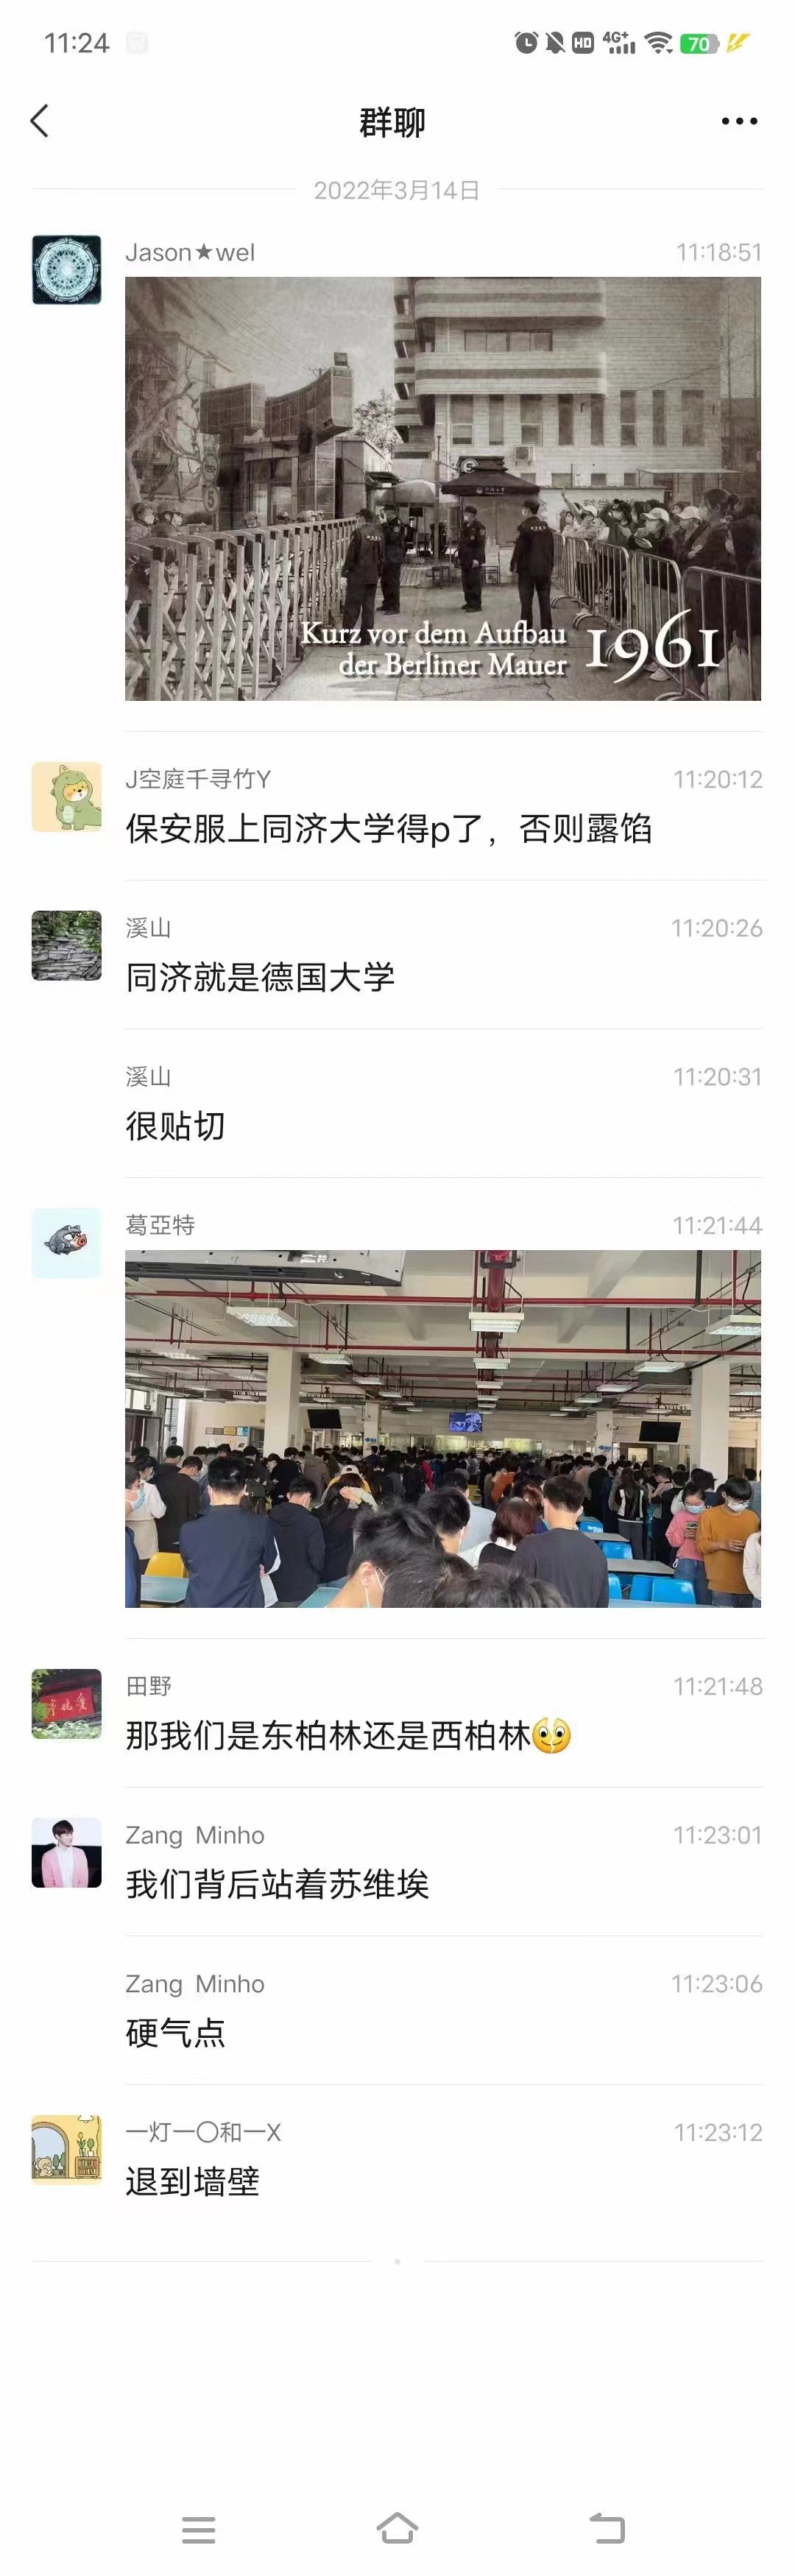 11:24
HD 4G+ 70
群聊
2022年3月14日
Jason★wel 11:18:51
Kurz vor dem Aufbau
der Berliner Mauer 1961
J空庭千寻竹Y 11:20:12
保安服上同济大学得p了，否则露馅
溪山 11:20:26
同济就是德国大学
溪山 11:20:31
很贴切
葛亞特 11:21:44
田野 11:21:48
那我们是东柏林还是西柏林
Zang Minho 11:23:01
我们背后站着苏维埃
Zang Minho 11:23:06
硬气点
一灯一〇和一X 11:23:12
退到墙壁